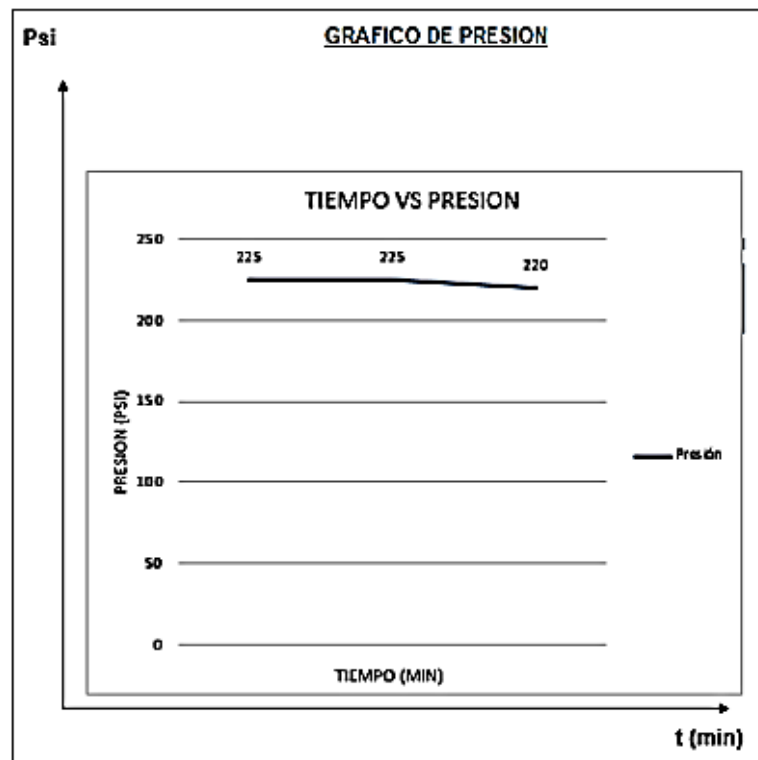 Psi
GRAFICO DE PRESION
TIEMPO VS PRESION
250
225
225
220
200
150
PRESION (PSI)
100
Presión
50
0
TIEMPO (MIN)
t (min)